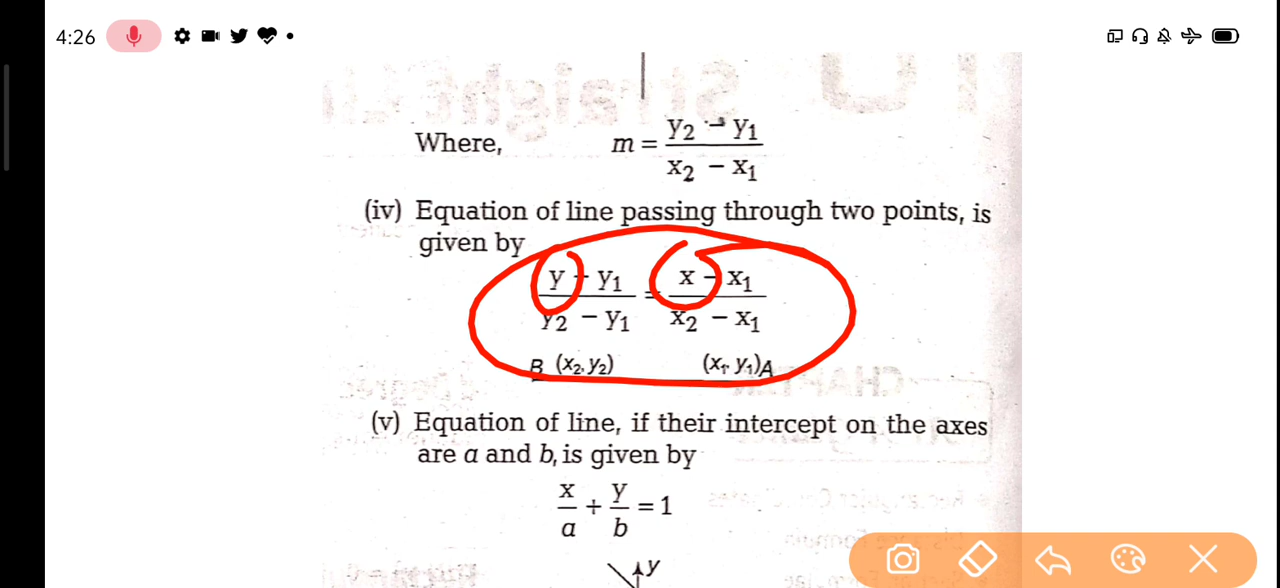 4:26
Where, m = y₂ - y₁ / x₂ - x₁
(iv) Equation of line passing through two points, is
given by
y - y₁ / y₂ - y₁ = x - x₁ / x₂ - x₁
B (x₂, y₂) (x₁, y₁)A
(v) Equation of line, if their intercept on the axes
are a and b, is given by
x/a + y/b = 1
y